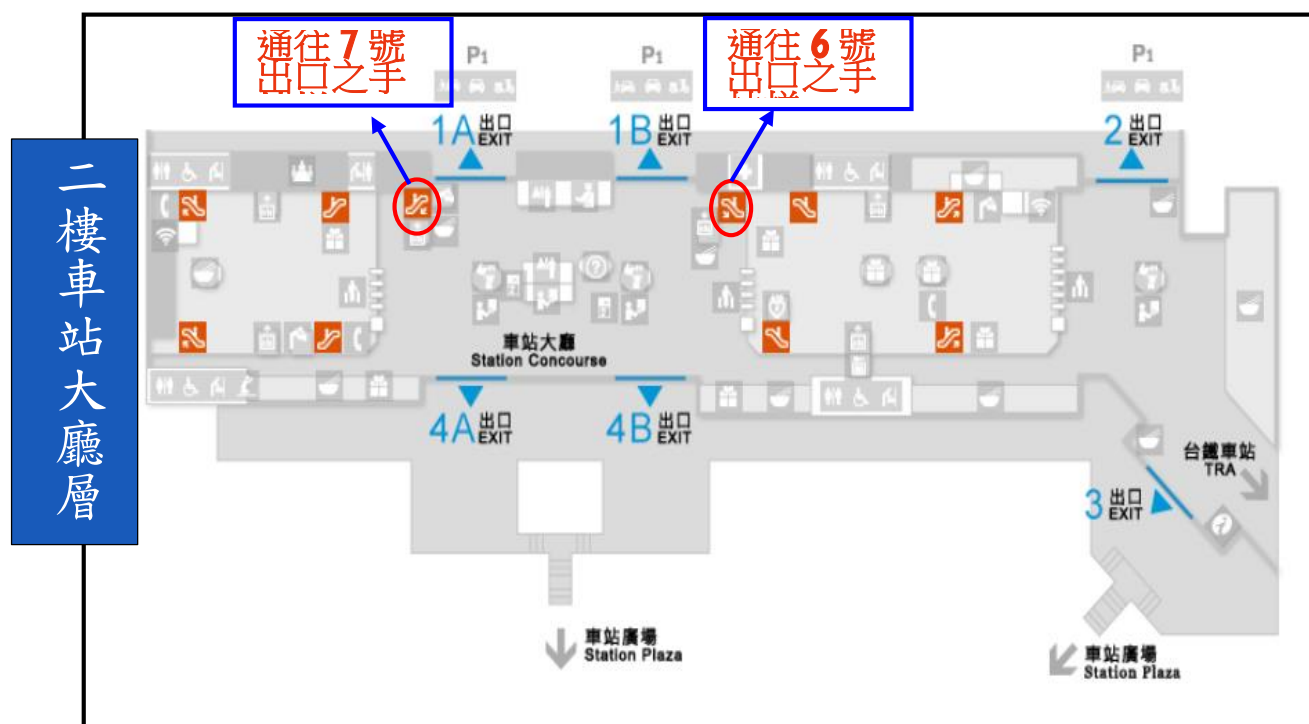 通往 7 號
出口之手
通往 6 號
出口之手
P1
P1
P1
1A 出口 EXIT
1B 出口 EXIT
2 出口 EXIT
二樓車站大廳層
車站大廳
Station Concourse
4A 出口 EXIT
4B 出口 EXIT
台鐵車站
TRA
3 出口 EXIT
車站廣場
Station Plaza
車站廣場
Station Plaza